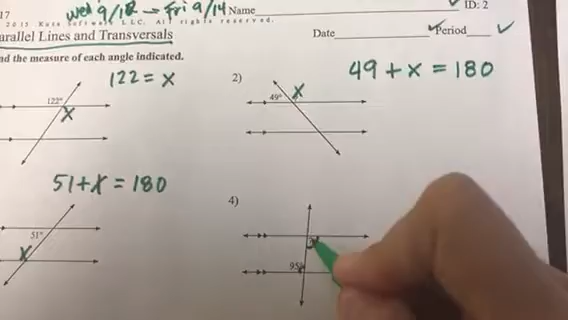 17 Wed 9/12 → Fri 9/14 Name ID: 2
2015 Kuta Software LLC. All rights reserved.
arallel Lines and Transversals Date Period
nd the measure of each angle indicated.
122 = x
2) 49 + x = 180
122° x
49° x
51 + x = 180
4)
51° x
95°